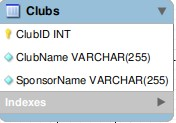 Clubs
ClubID INT
ClubName VARCHAR(255)
SponsorName VARCHAR(255)
Indexes